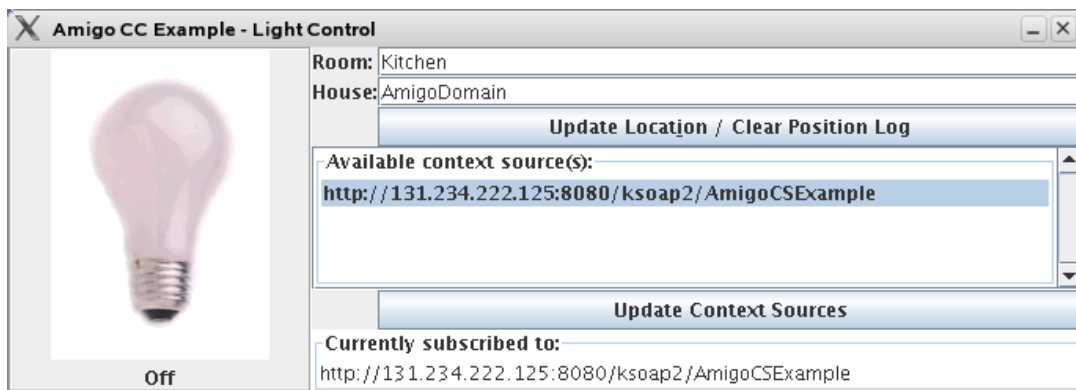 Amigo CC Example - Light Control
Room: Kitchen
House: AmigoDomain
Update Location / Clear Position Log
Available context source(s):
http://131.234.222.125:8080/ksoap2/AmigoCSExample
Update Context Sources
Currently subscribed to:
http://131.234.222.125:8080/ksoap2/AmigoCSExample
Off